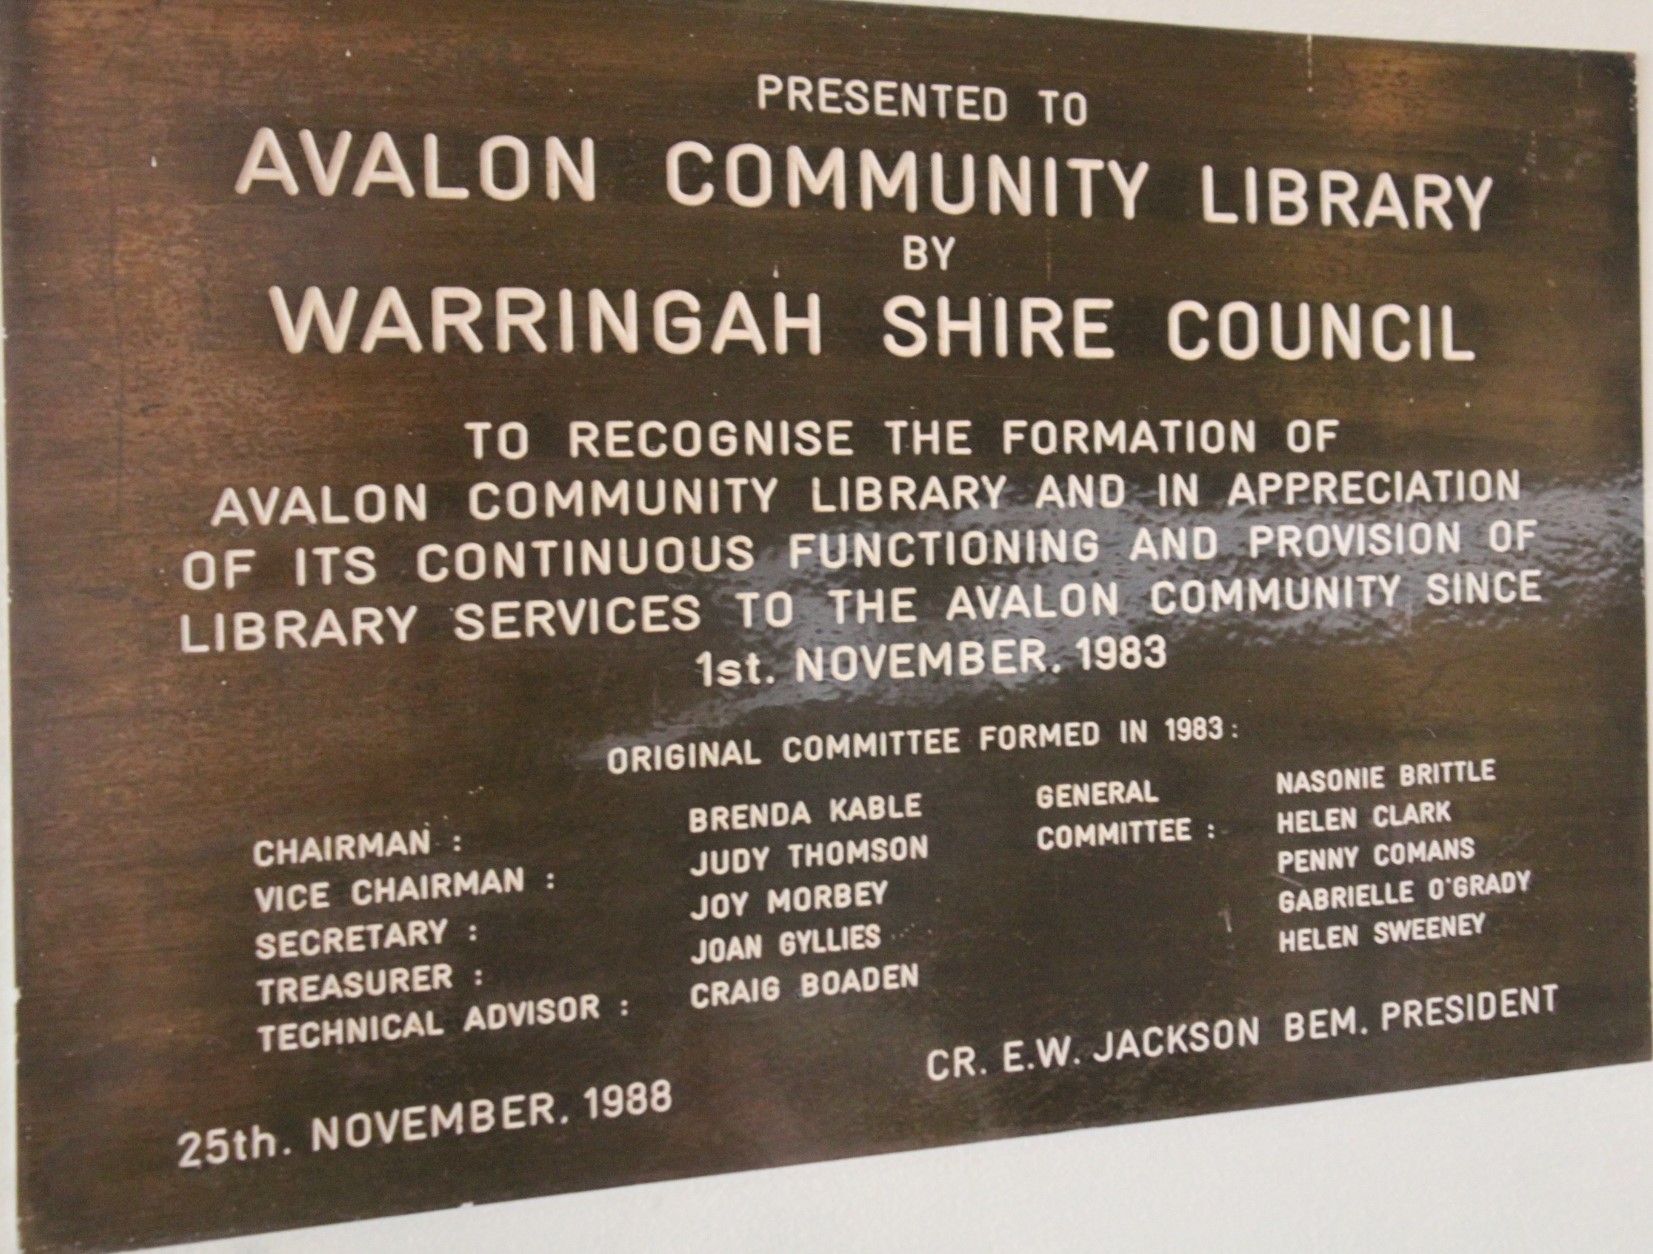 PRESENTED TO
AVALON COMMUNITY LIBRARY
BY
WARRINGAH SHIRE COUNCIL
TO RECOGNISE THE FORMATION OF
AVALON COMMUNITY LIBRARY AND IN APPRECIATION
OF ITS CONTINUOUS FUNCTIONING AND PROVISION OF
LIBRARY SERVICES TO THE AVALON COMMUNITY SINCE
1st. NOVEMBER. 1983
ORIGINAL COMMITTEE FORMED IN 1983:
CHAIRMAN : BRENDA KABLE
VICE CHAIRMAN : JUDY THOMSON
SECRETARY : JOY MORBEY
TREASURER : JOAN GYLLIES
TECHNICAL ADVISOR : CRAIG BOADEN
GENERAL NASONIE BRITTLE
COMMITTEE : HELEN CLARK
PENNY COMANS
GABRIELLE O'GRADY
HELEN SWEENEY
25th. NOVEMBER. 1988
CR. E.W. JACKSON BEM. PRESIDENT